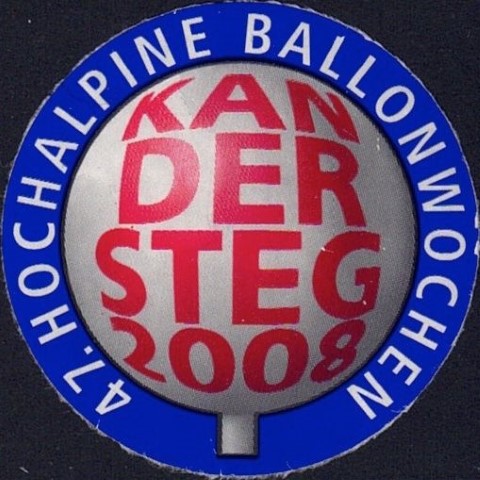 47. HOCHALPINE BALLONWOCHEN
KAN
DER
STEG
2008